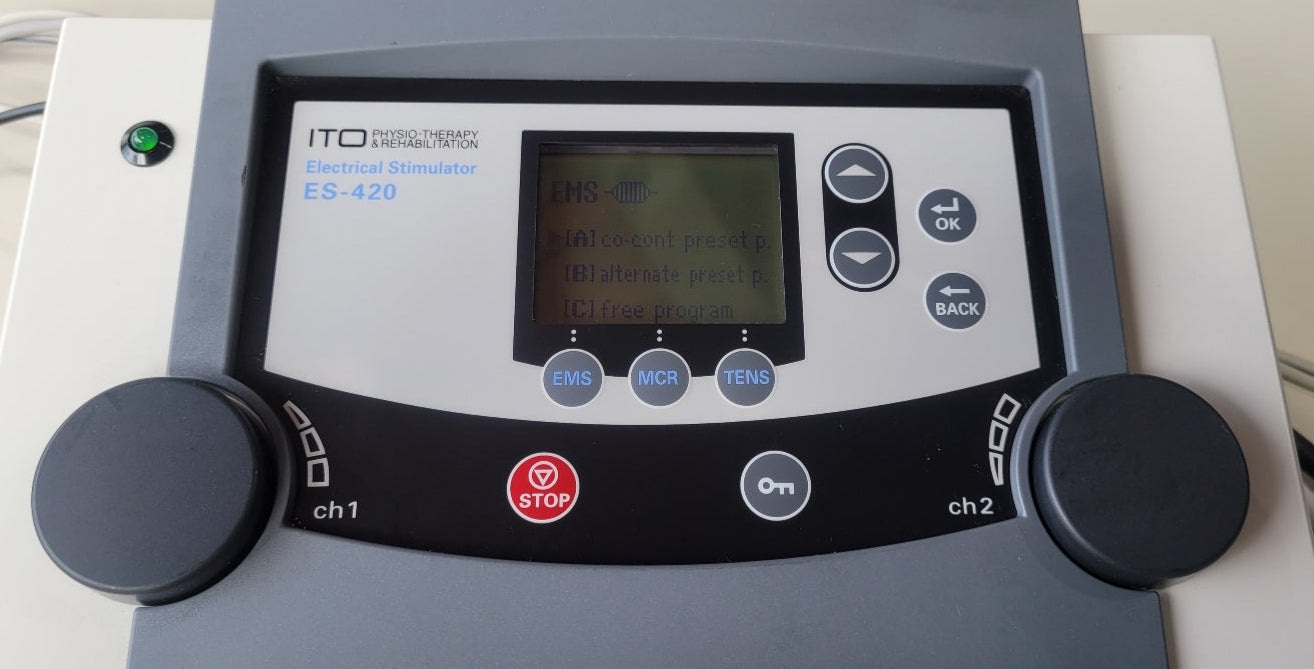 ITO PHYSIO-THERAPY
& REHABILITATION
Electrical Stimulator
ES-420
EMS
[A] co-cont preset p.
[B] alternate preset p.
[C] free program
OK
BACK
EMS MCR TENS
STOP
ch1
ch2